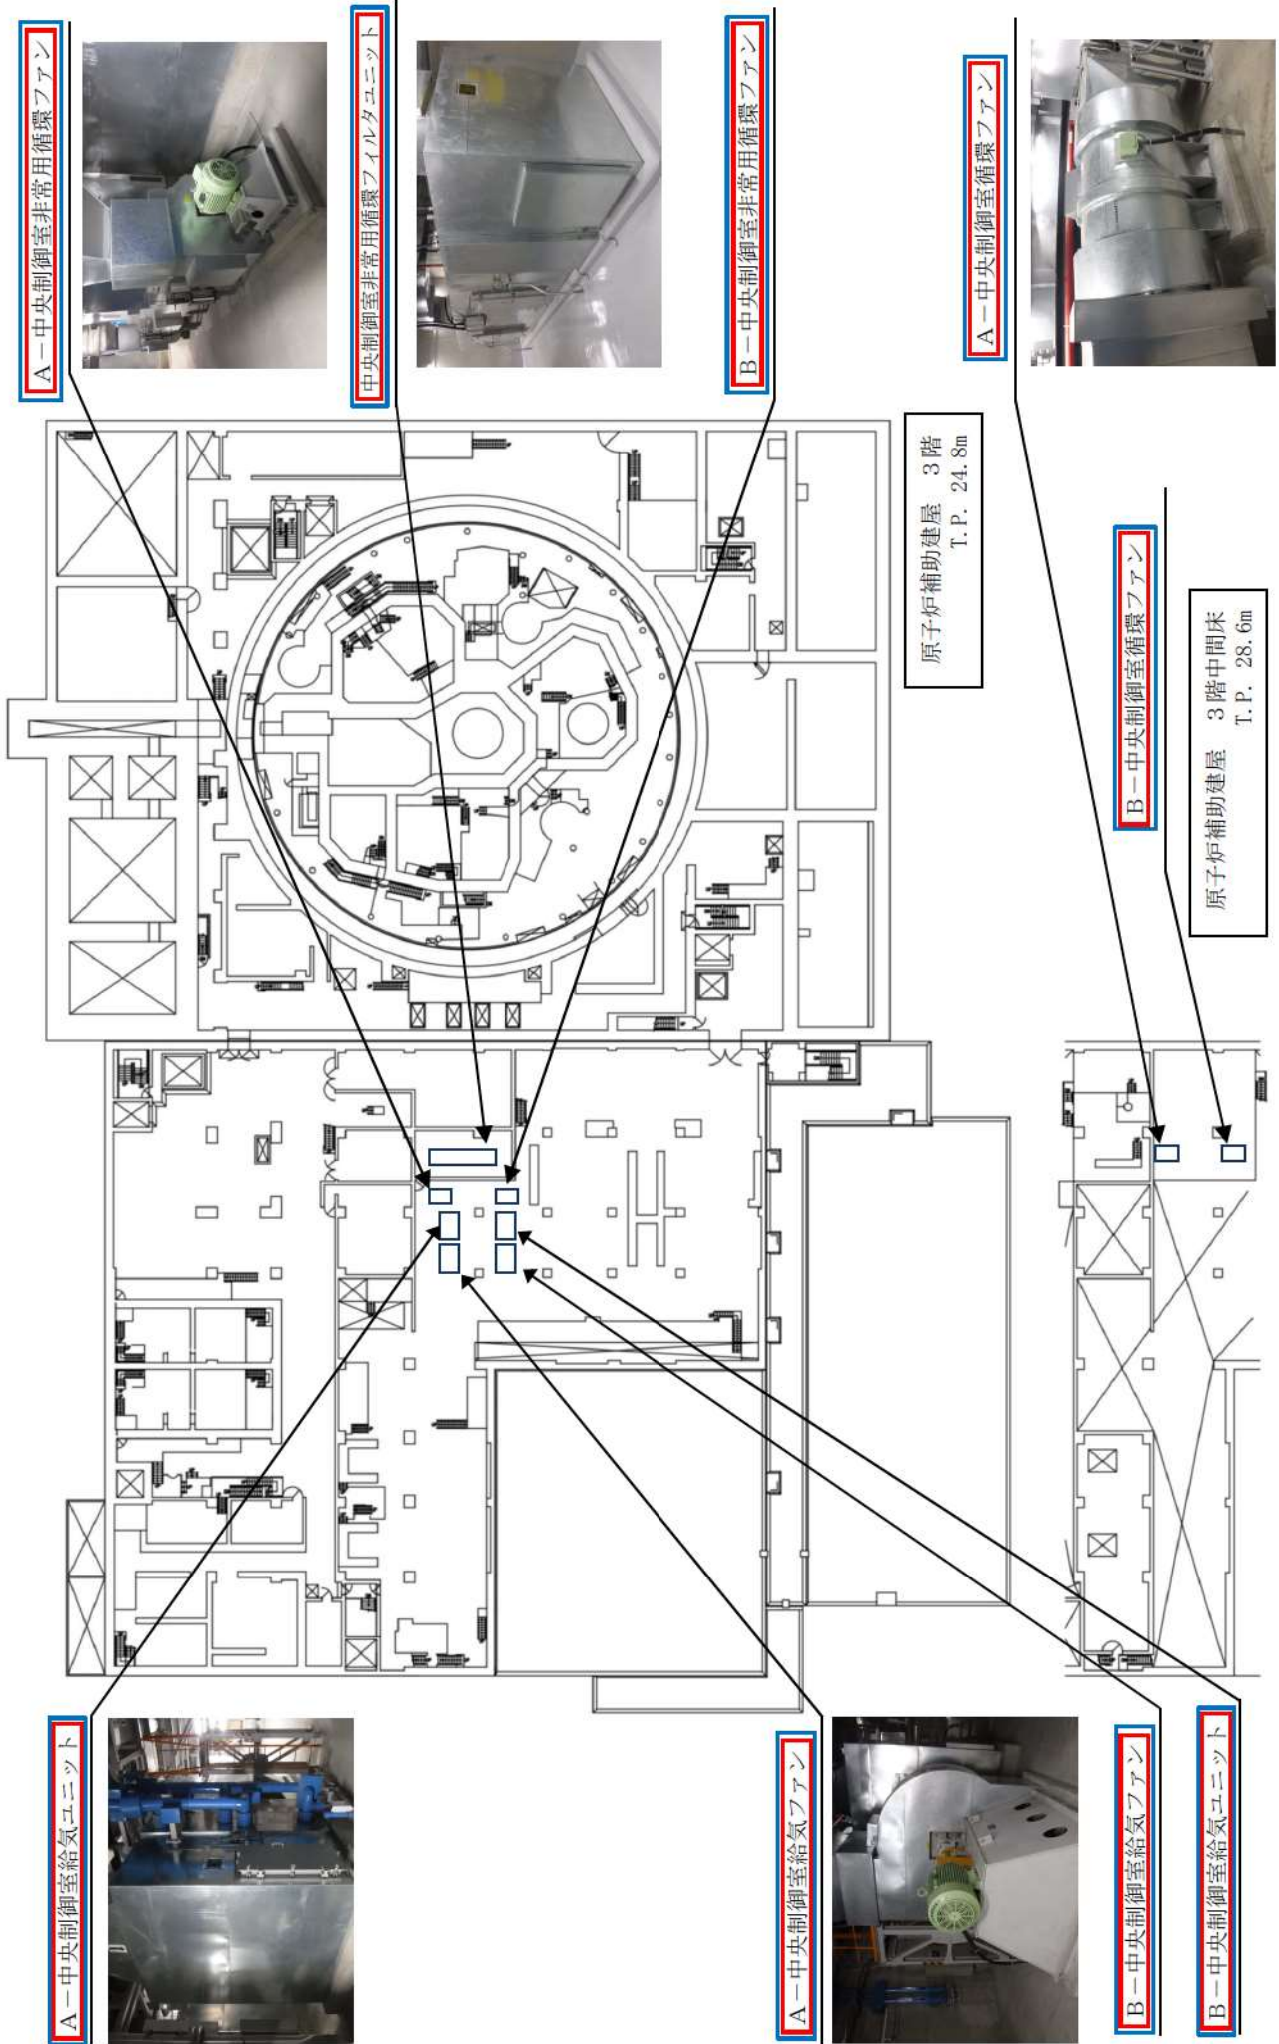 A－中央制御室非常用循環ファン
中央制御室非常用循環フィルタユニット
B－中央制御室非常用循環ファン
A－中央制御室循環ファン
原子炉補助建屋　3階
T.P. 24.8m
B－中央制御室循環ファン
原子炉補助建屋　3階中間床
T.P. 28.6m
A－中央制御室給気ユニット
A－中央制御室給気ファン
B－中央制御室給気ファン
B－中央制御室給気ユニット